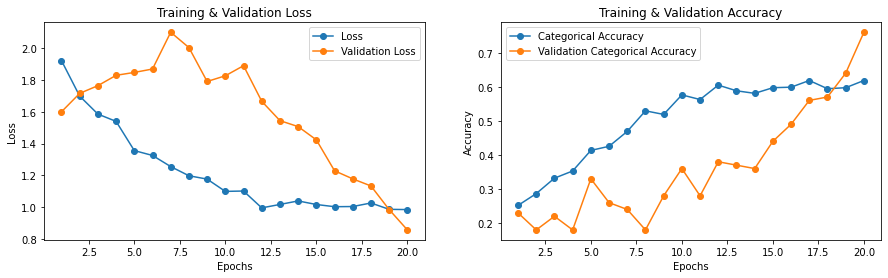 Training & Validation Loss
Loss
Validation Loss
2.0
1.8
1.6
1.4
1.2
1.0
0.8
Loss
2.5 5.0 7.5 10.0 12.5 15.0 17.5 20.0
Epochs
Training & Validation Accuracy
Categorical Accuracy
Validation Categorical Accuracy
0.7
0.6
0.5
0.4
0.3
0.2
Accuracy
2.5 5.0 7.5 10.0 12.5 15.0 17.5 20.0
Epochs